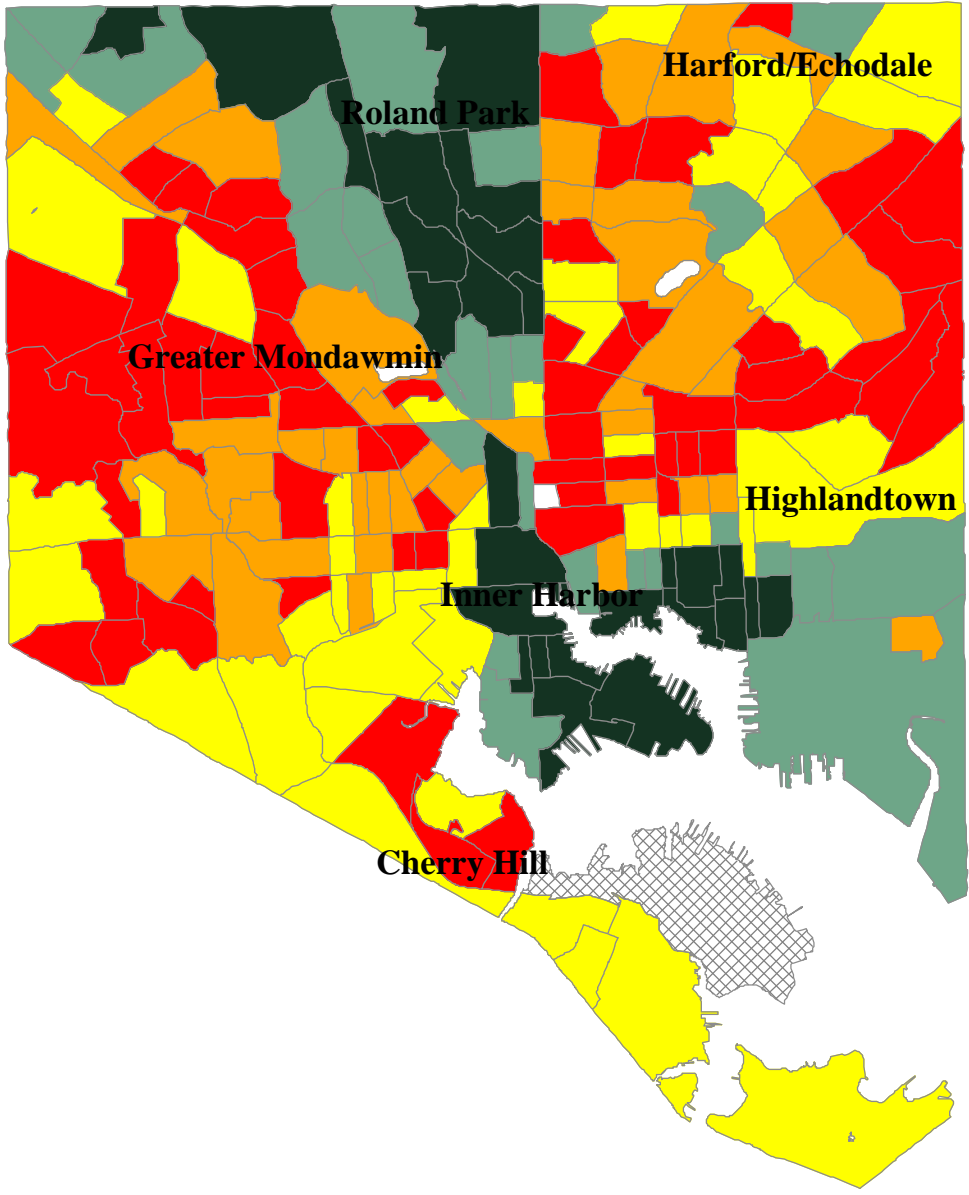 Harford/Echodale
Roland Park
Greater Mondawmin
Highlandtown
Inner Harbor
Cherry Hill